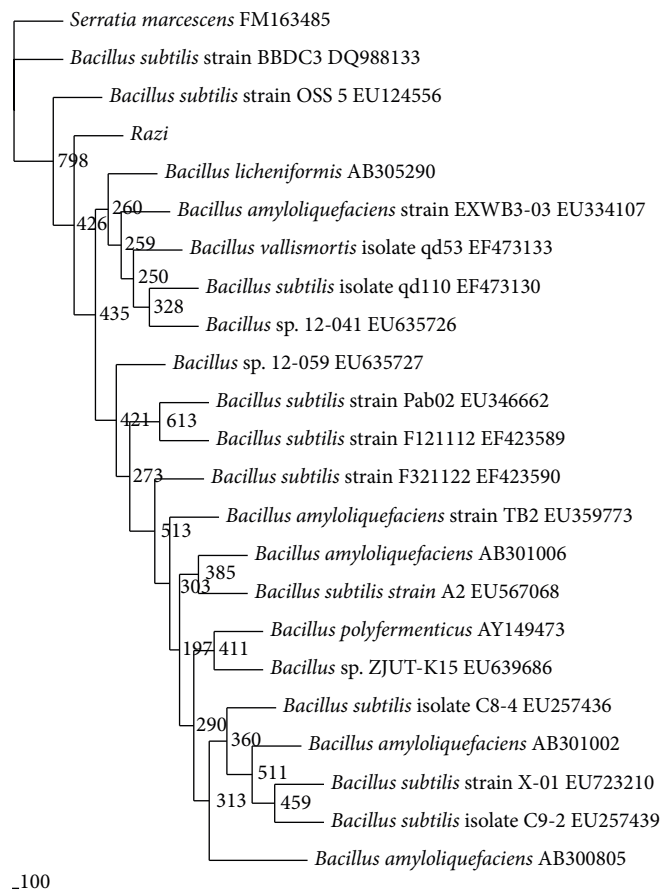 Serratia marcescens FM163485
Bacillus subtilis strain BBDC3 DQ988133
Bacillus subtilis strain OSS 5 EU124556
Razi
798
Bacillus licheniformis AB305290
260
Bacillus amyloliquefaciens strain EXWB3-03 EU334107
426
259
Bacillus vallismortis isolate qd53 EF473133
250
Bacillus subtilis isolate qd110 EF473130
435
328
Bacillus sp. 12-041 EU635726
Bacillus sp. 12-059 EU635727
Bacillus subtilis strain Pab02 EU346662
421
613
Bacillus subtilis strain F121112 EF423589
273
Bacillus subtilis strain F321122 EF423590
Bacillus amyloliquefaciens strain TB2 EU359773
513
Bacillus amyloliquefaciens AB301006
385
303
Bacillus subtilis strain A2 EU567068
Bacillus polyfermenticus AY149473
197
411
Bacillus sp. ZJUT-K15 EU639686
Bacillus subtilis isolate C8-4 EU257436
290
360
Bacillus amyloliquefaciens AB301002
511
Bacillus subtilis strain X-01 EU723210
313
459
Bacillus subtilis isolate C9-2 EU257439
Bacillus amyloliquefaciens AB300805
100